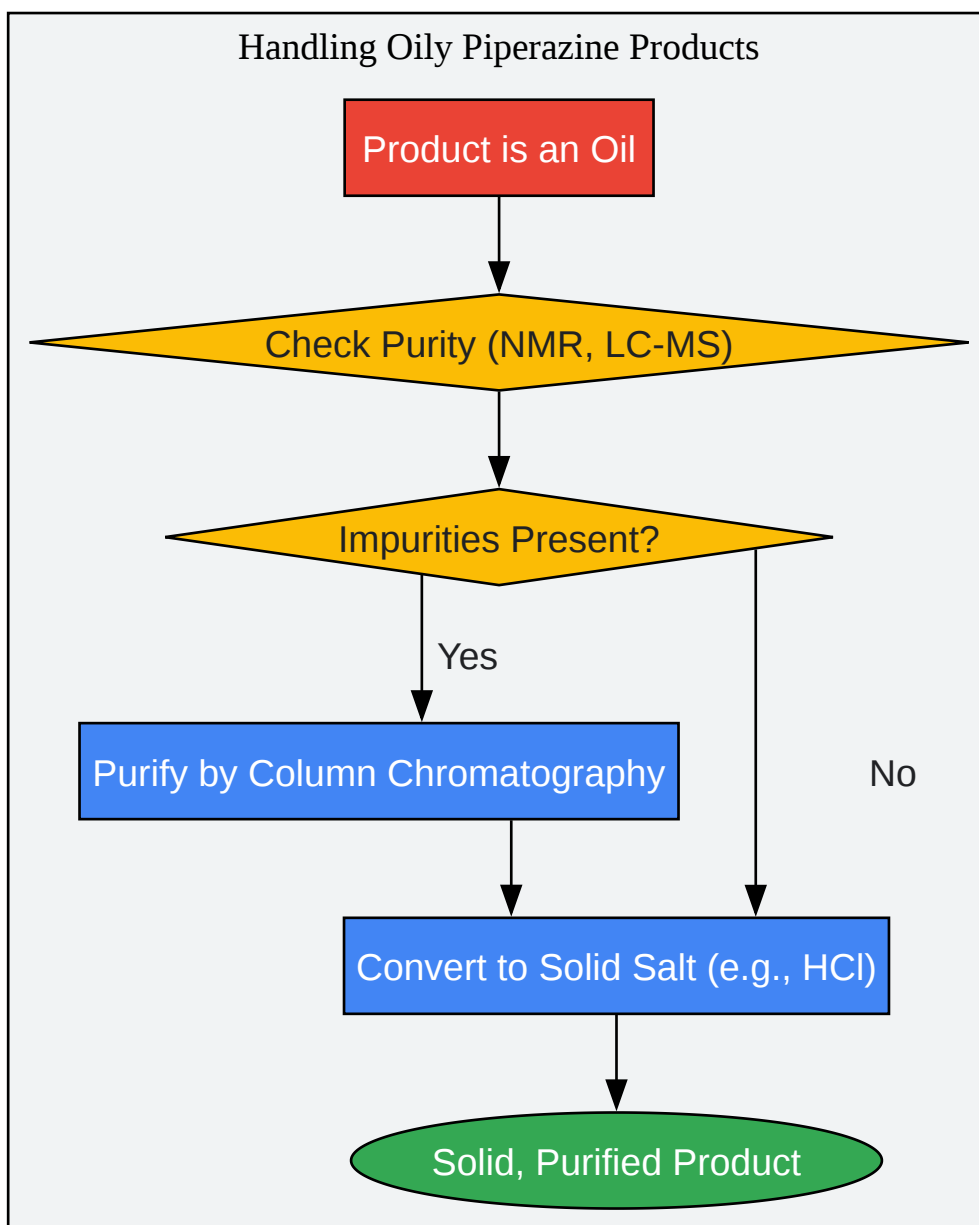 Handling Oily Piperazine Products
Product is an Oil
Check Purity (NMR, LC-MS)
Impurities Present?
Yes
Purify by Column Chromatography
No
Convert to Solid Salt (e.g., HCl)
Solid, Purified Product